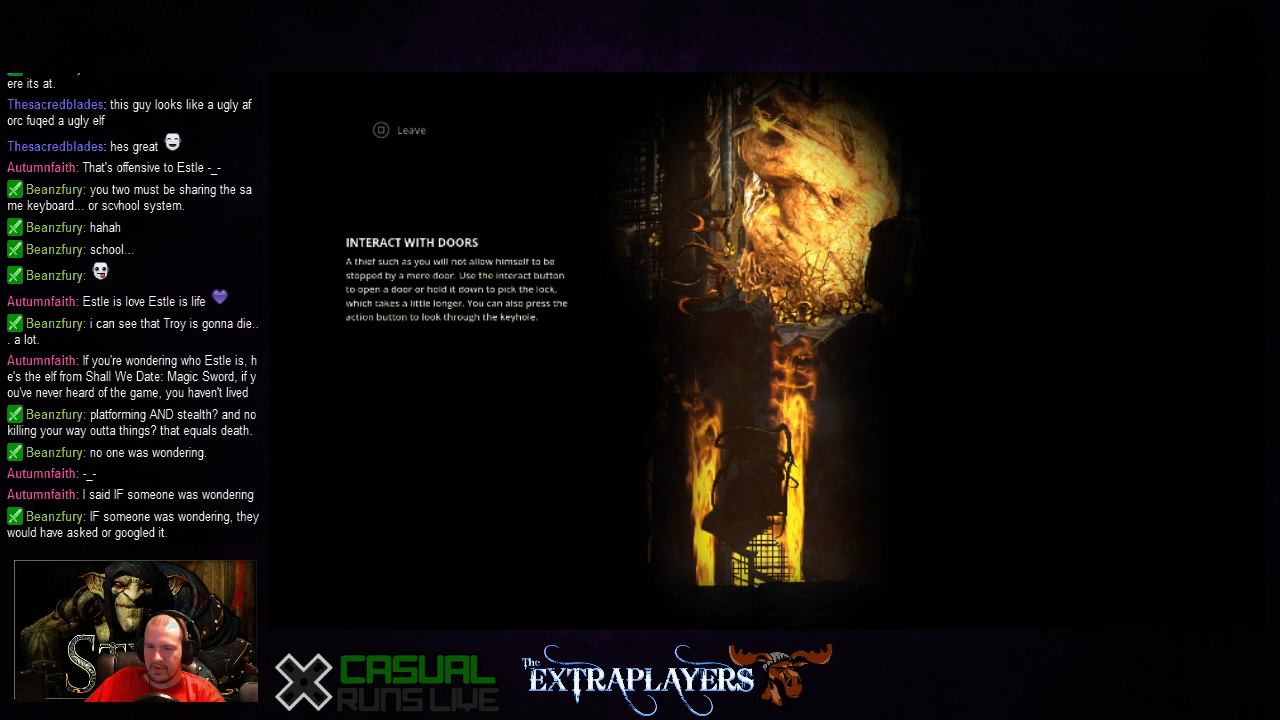 ere its at.
Thesacredblades: this guy looks like a ugly af
orc fuqed a ugly elf
Thesacredblades: hes great
Autumnfaith: That's offensive to Estle -_-
Beanzfury: you two must be sharing the sa
me keyboard... or scvhool system.
Beanzfury: hahah
Beanzfury: school...
Beanzfury:
Autumnfaith: Estle is love Estle is life
Beanzfury: i can see that Troy is gonna die..
. a lot.
Autumnfaith: If you're wondering who Estle is, h
e's the elf from Shall We Date: Magic Sword, if y
ou've never heard of the game, you haven't lived
Beanzfury: platforming AND stealth? and no
killing your way outta things? that equals death.
Beanzfury: no one was wondering.
Autumnfaith: -_-
Autumnfaith: I said IF someone was wondering
Beanzfury: IF someone was wondering, they
would have asked or googled it.
Leave
INTERACT WITH DOORS
A thief such as you will not allow himself to be
stopped by a mere door. Use the interact button
to open a door or hold it down to pick the lock,
which takes a little longer. You can also press the
action button to look through the keyhole.
CASUAL
RUNS LIVE
The
EXTRAPLAYERS